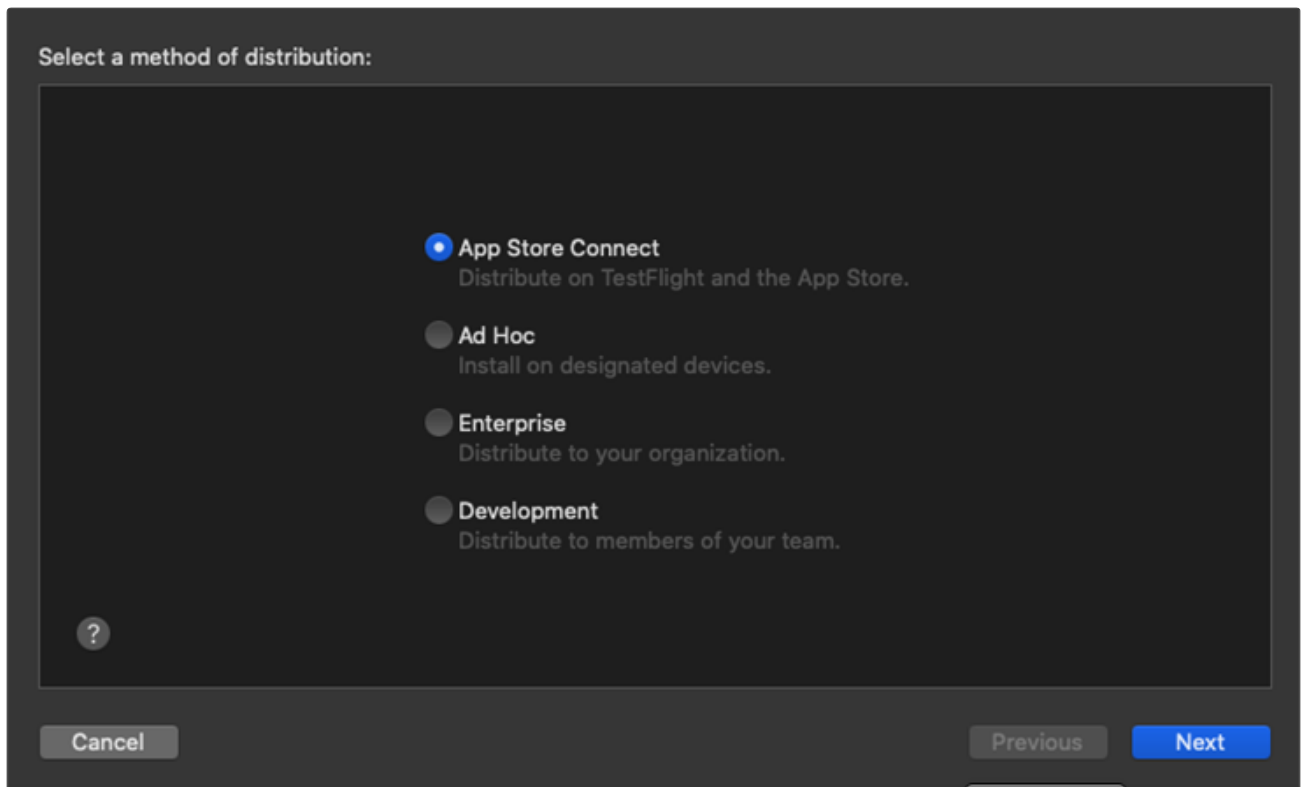 Select a method of distribution:
App Store Connect
Distribute on TestFlight and the App Store.
Ad Hoc
Install on designated devices.
Enterprise
Distribute to your organization.
Development
Distribute to members of your team.
?
Cancel
Previous
Next